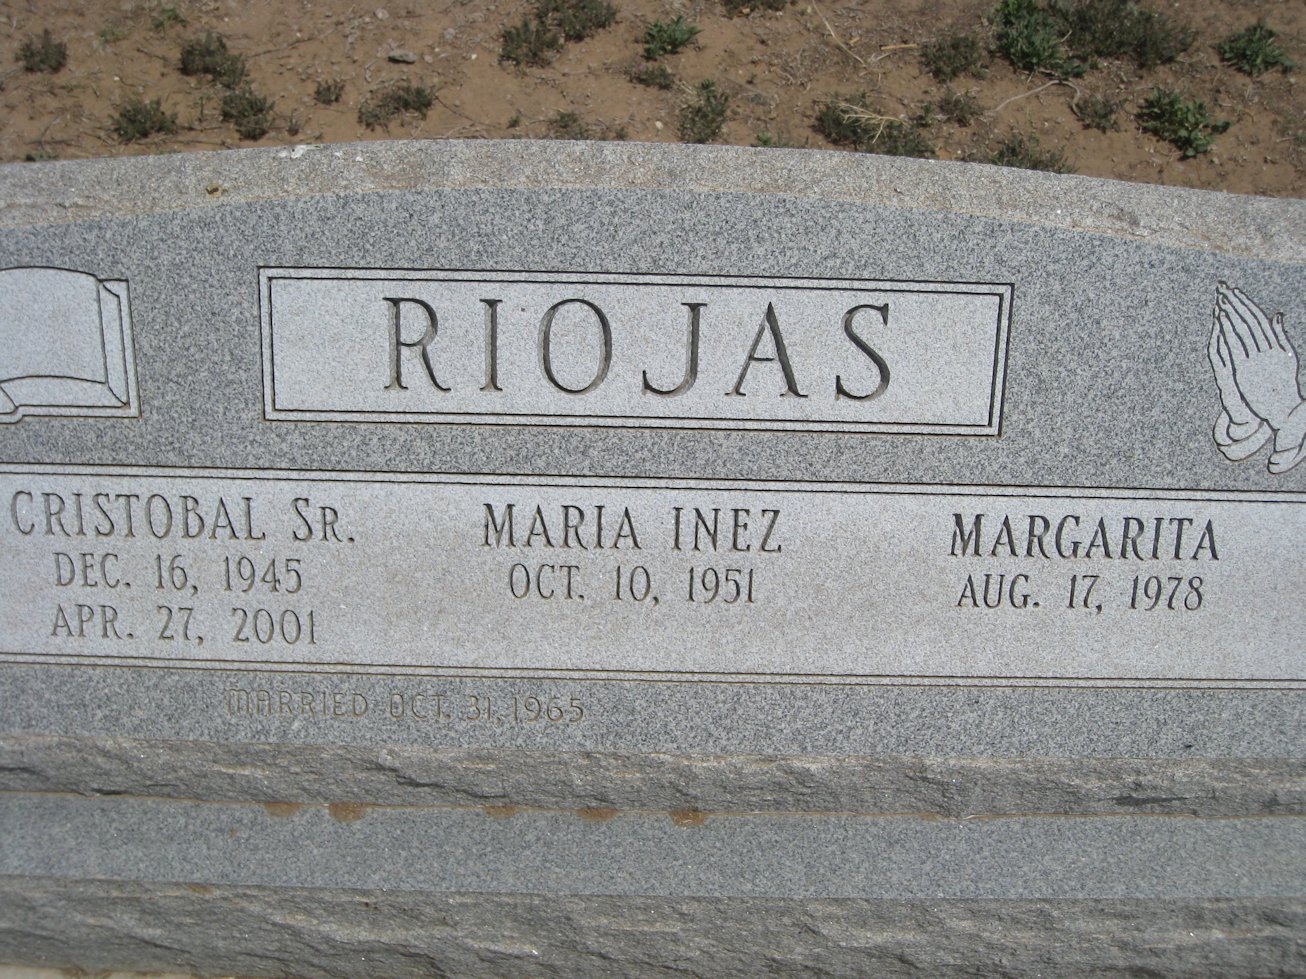 RIOJAS
CRISTOBAL SR.
DEC. 16, 1945
APR. 27, 2001
MARIA INEZ
OCT. 10, 1951
MARGARITA
AUG. 17, 1978
MARRIED OCT. 31, 1965